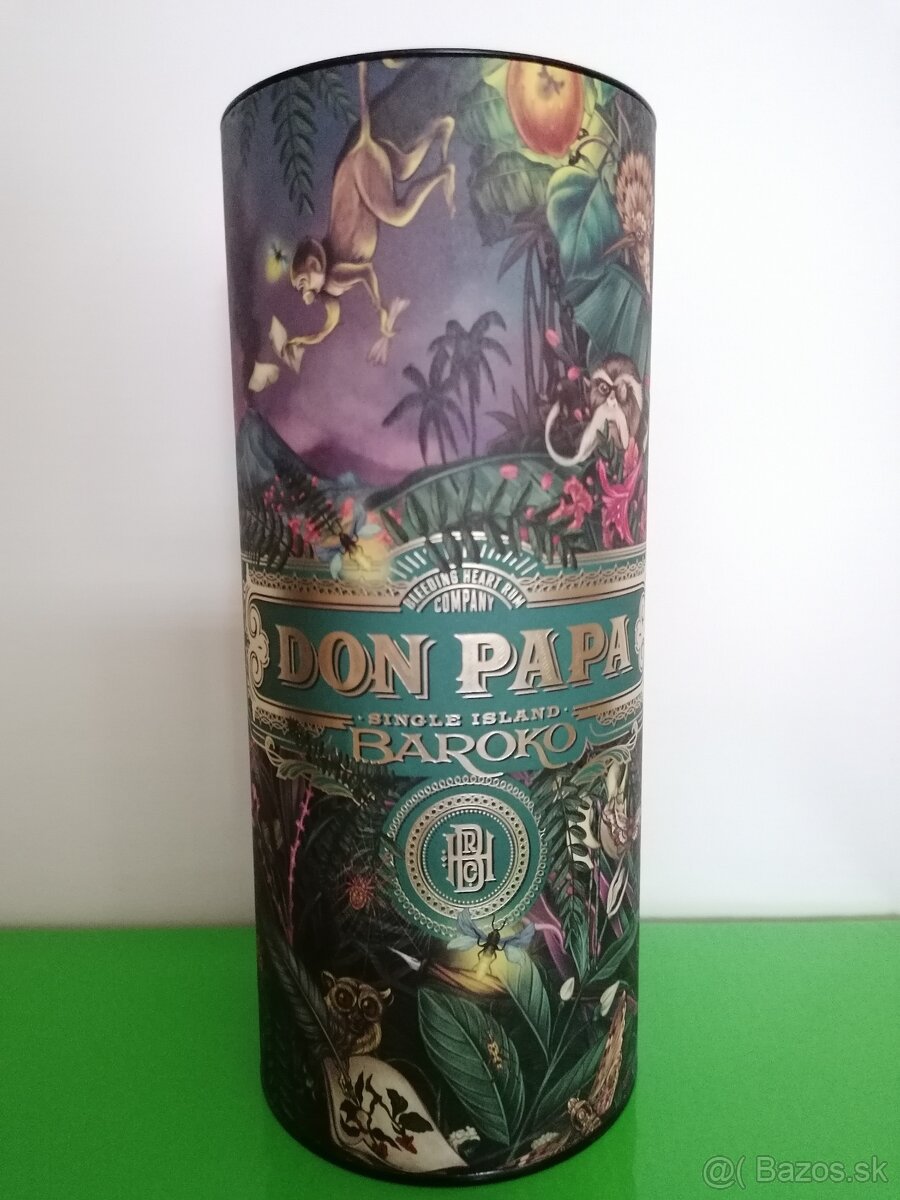 BLEEDING HEART RUM
COMPANY
DON PAPA
· SINGLE ISLAND ·
BAROKO
BHRC
@( Bazos.sk